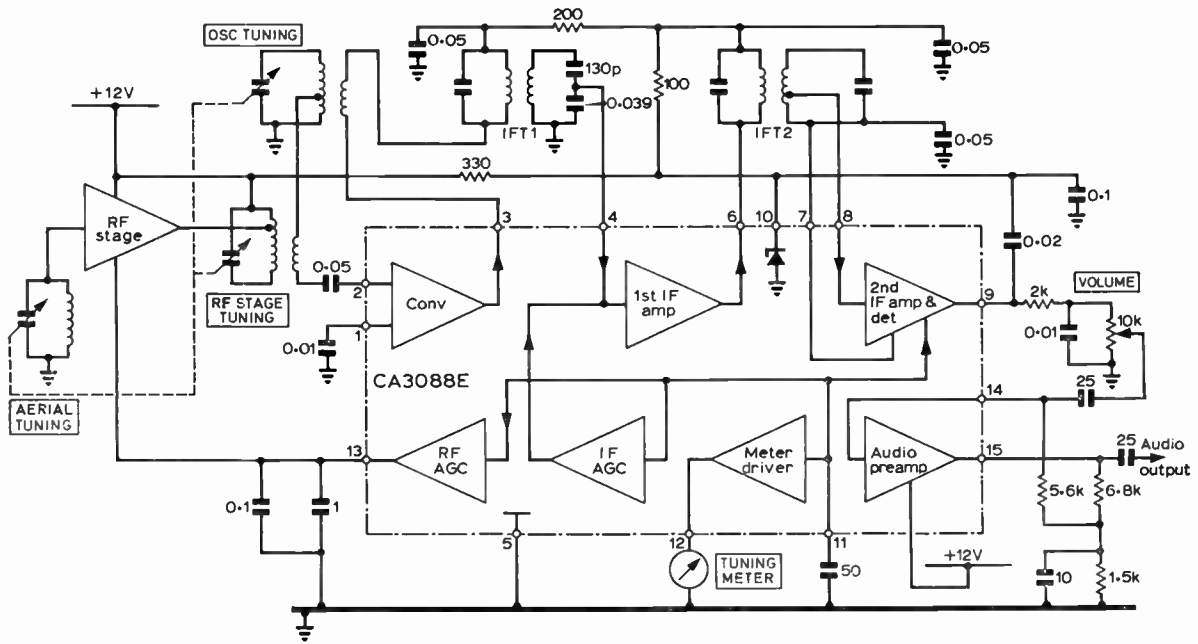 200
OSC TUNING
0.05
130p
0.05
+12V
100
0.039
IFT1
IFT2
0.05
330
0.1
RF
stage
3
4
6
10
7
8
0.02
0.05
VOLUME
2
Conv
1st IF
amp
2nd
IF amp &
det
9
2k
RF STAGE
TUNING
1
10k
0.01
0.01
CA3088E
14
25
AERIAL
TUNING
13
RF
AGC
IF
AGC
Meter
driver
Audio
preamp
15
25
Audio
output
0.1
1
5.6k
6.8k
5
12
11
+12V
TUNING
METER
50
10
1.5k